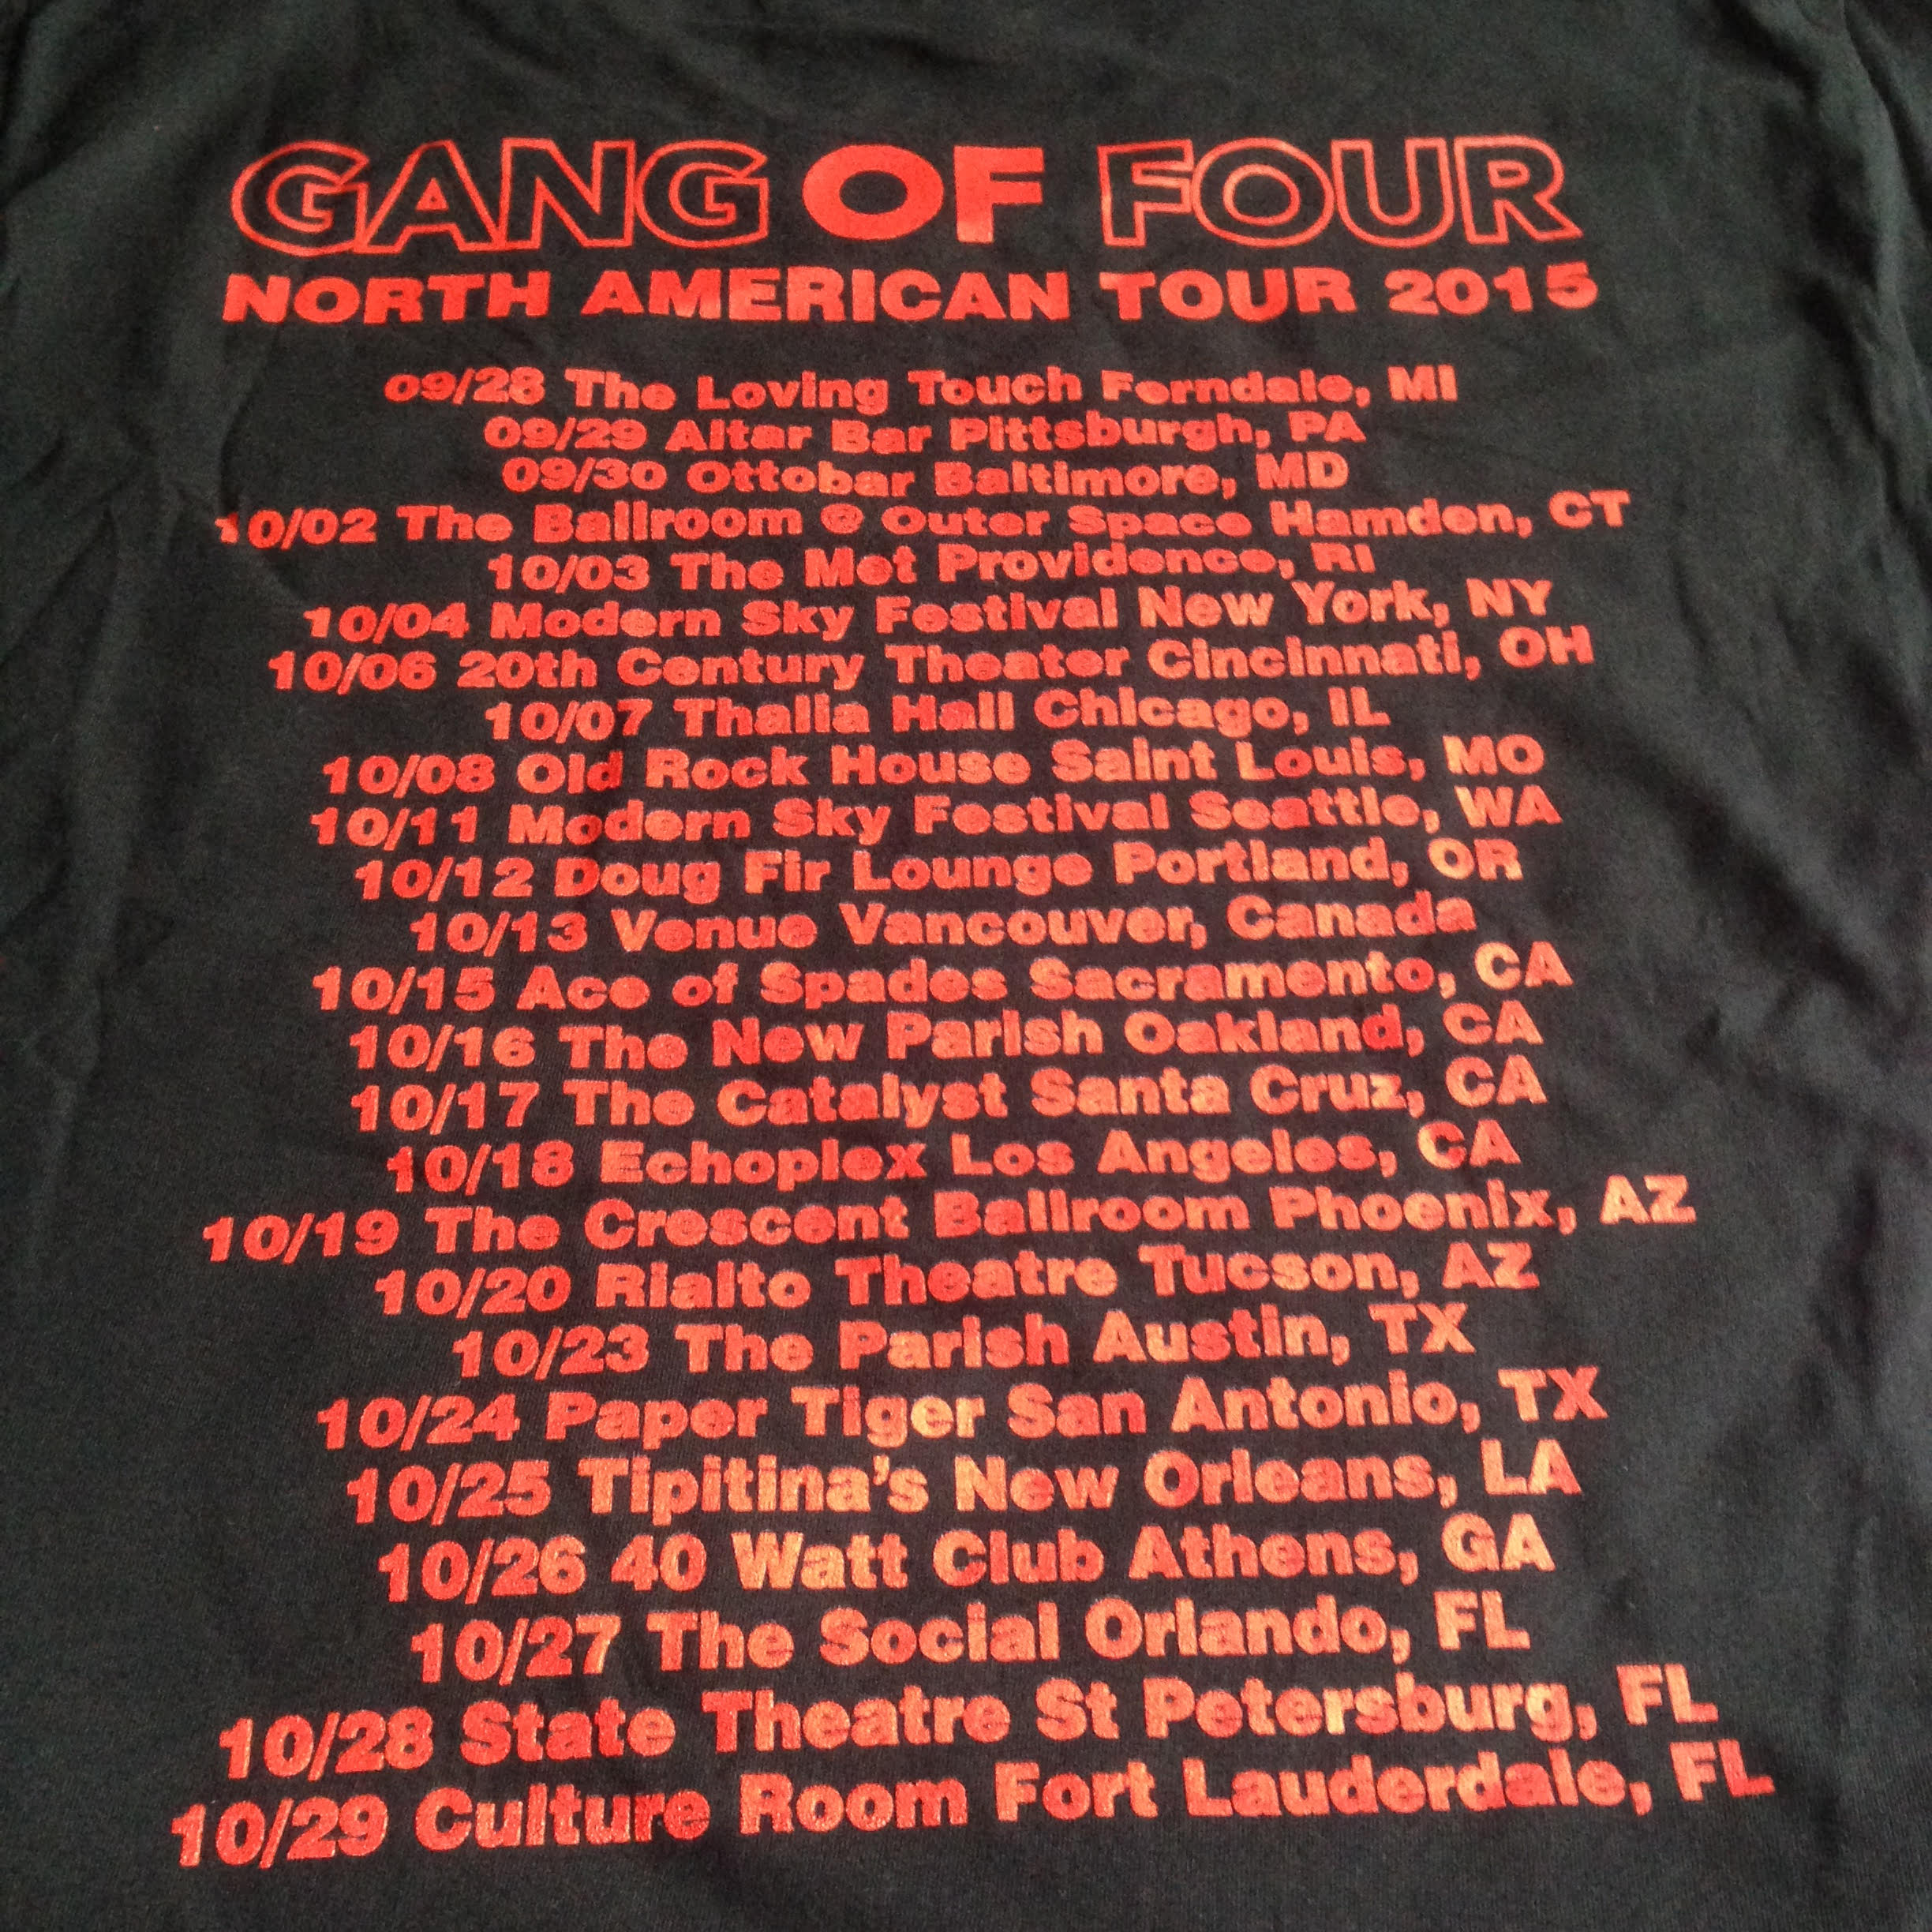 GANG OF FOUR
NORTH AMERICAN TOUR 2015
09/28 The Loving Touch Ferndale, MI
09/29 Altar Bar Pittsburgh, PA
09/30 Ottobar Baltimore, MD
10/02 The Ballroom @ Outer Space Hamden, CT
10/03 The Met Providence, RI
10/04 Modern Sky Festival New York, NY
10/06 20th Century Theater Cincinnati, OH
10/07 Thalia Hall Chicago, IL
10/08 Old Rock House Saint Louis, MO
10/11 Modern Sky Festival Seattle, WA
10/12 Doug Fir Lounge Portland, OR
10/13 Venue Vancouver, Canada
10/15 Ace of Spades Sacramento, CA
10/16 The New Parish Oakland, CA
10/17 The Catalyst Santa Cruz, CA
10/18 Echoplex Los Angeles, CA
10/19 The Crescent Ballroom Phoenix, AZ
10/20 Rialto Theatre Tucson, AZ
10/23 The Parish Austin, TX
10/24 Paper Tiger San Antonio, TX
10/25 Tipitina's New Orleans, LA
10/26 40 Watt Club Athens, GA
10/27 The Social Orlando, FL
10/28 State Theatre St Petersburg, FL
10/29 Culture Room Fort Lauderdale, FL